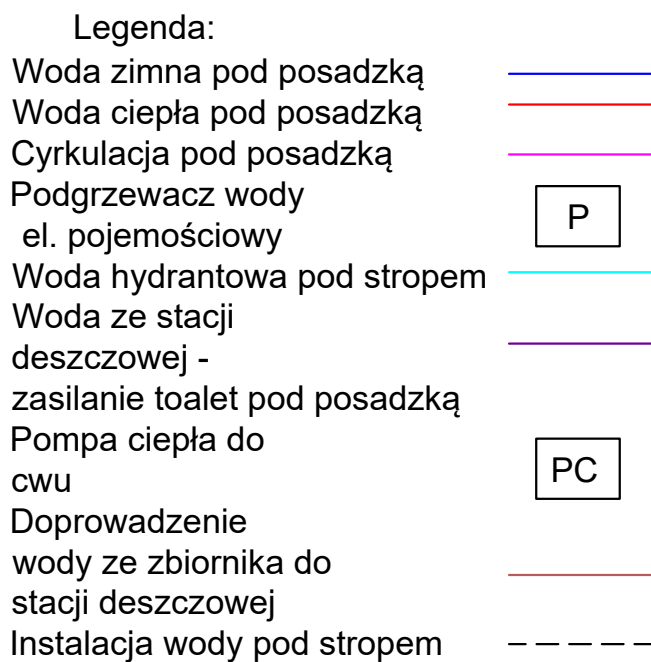 Legenda:
Woda zimna pod posadzką
Woda ciepła pod posadzką
Cyrkulacja pod posadzką
Podgrzewacz wody
el. pojemościowy
P
Woda hydrantowa pod stropem
Woda ze stacji
deszczowej -
zasilanie toalet pod posadzką
Pompa ciepła do
cwu
PC
Doprowadzenie
wody ze zbiornika do
stacji deszczowej
Instalacja wody pod stropem